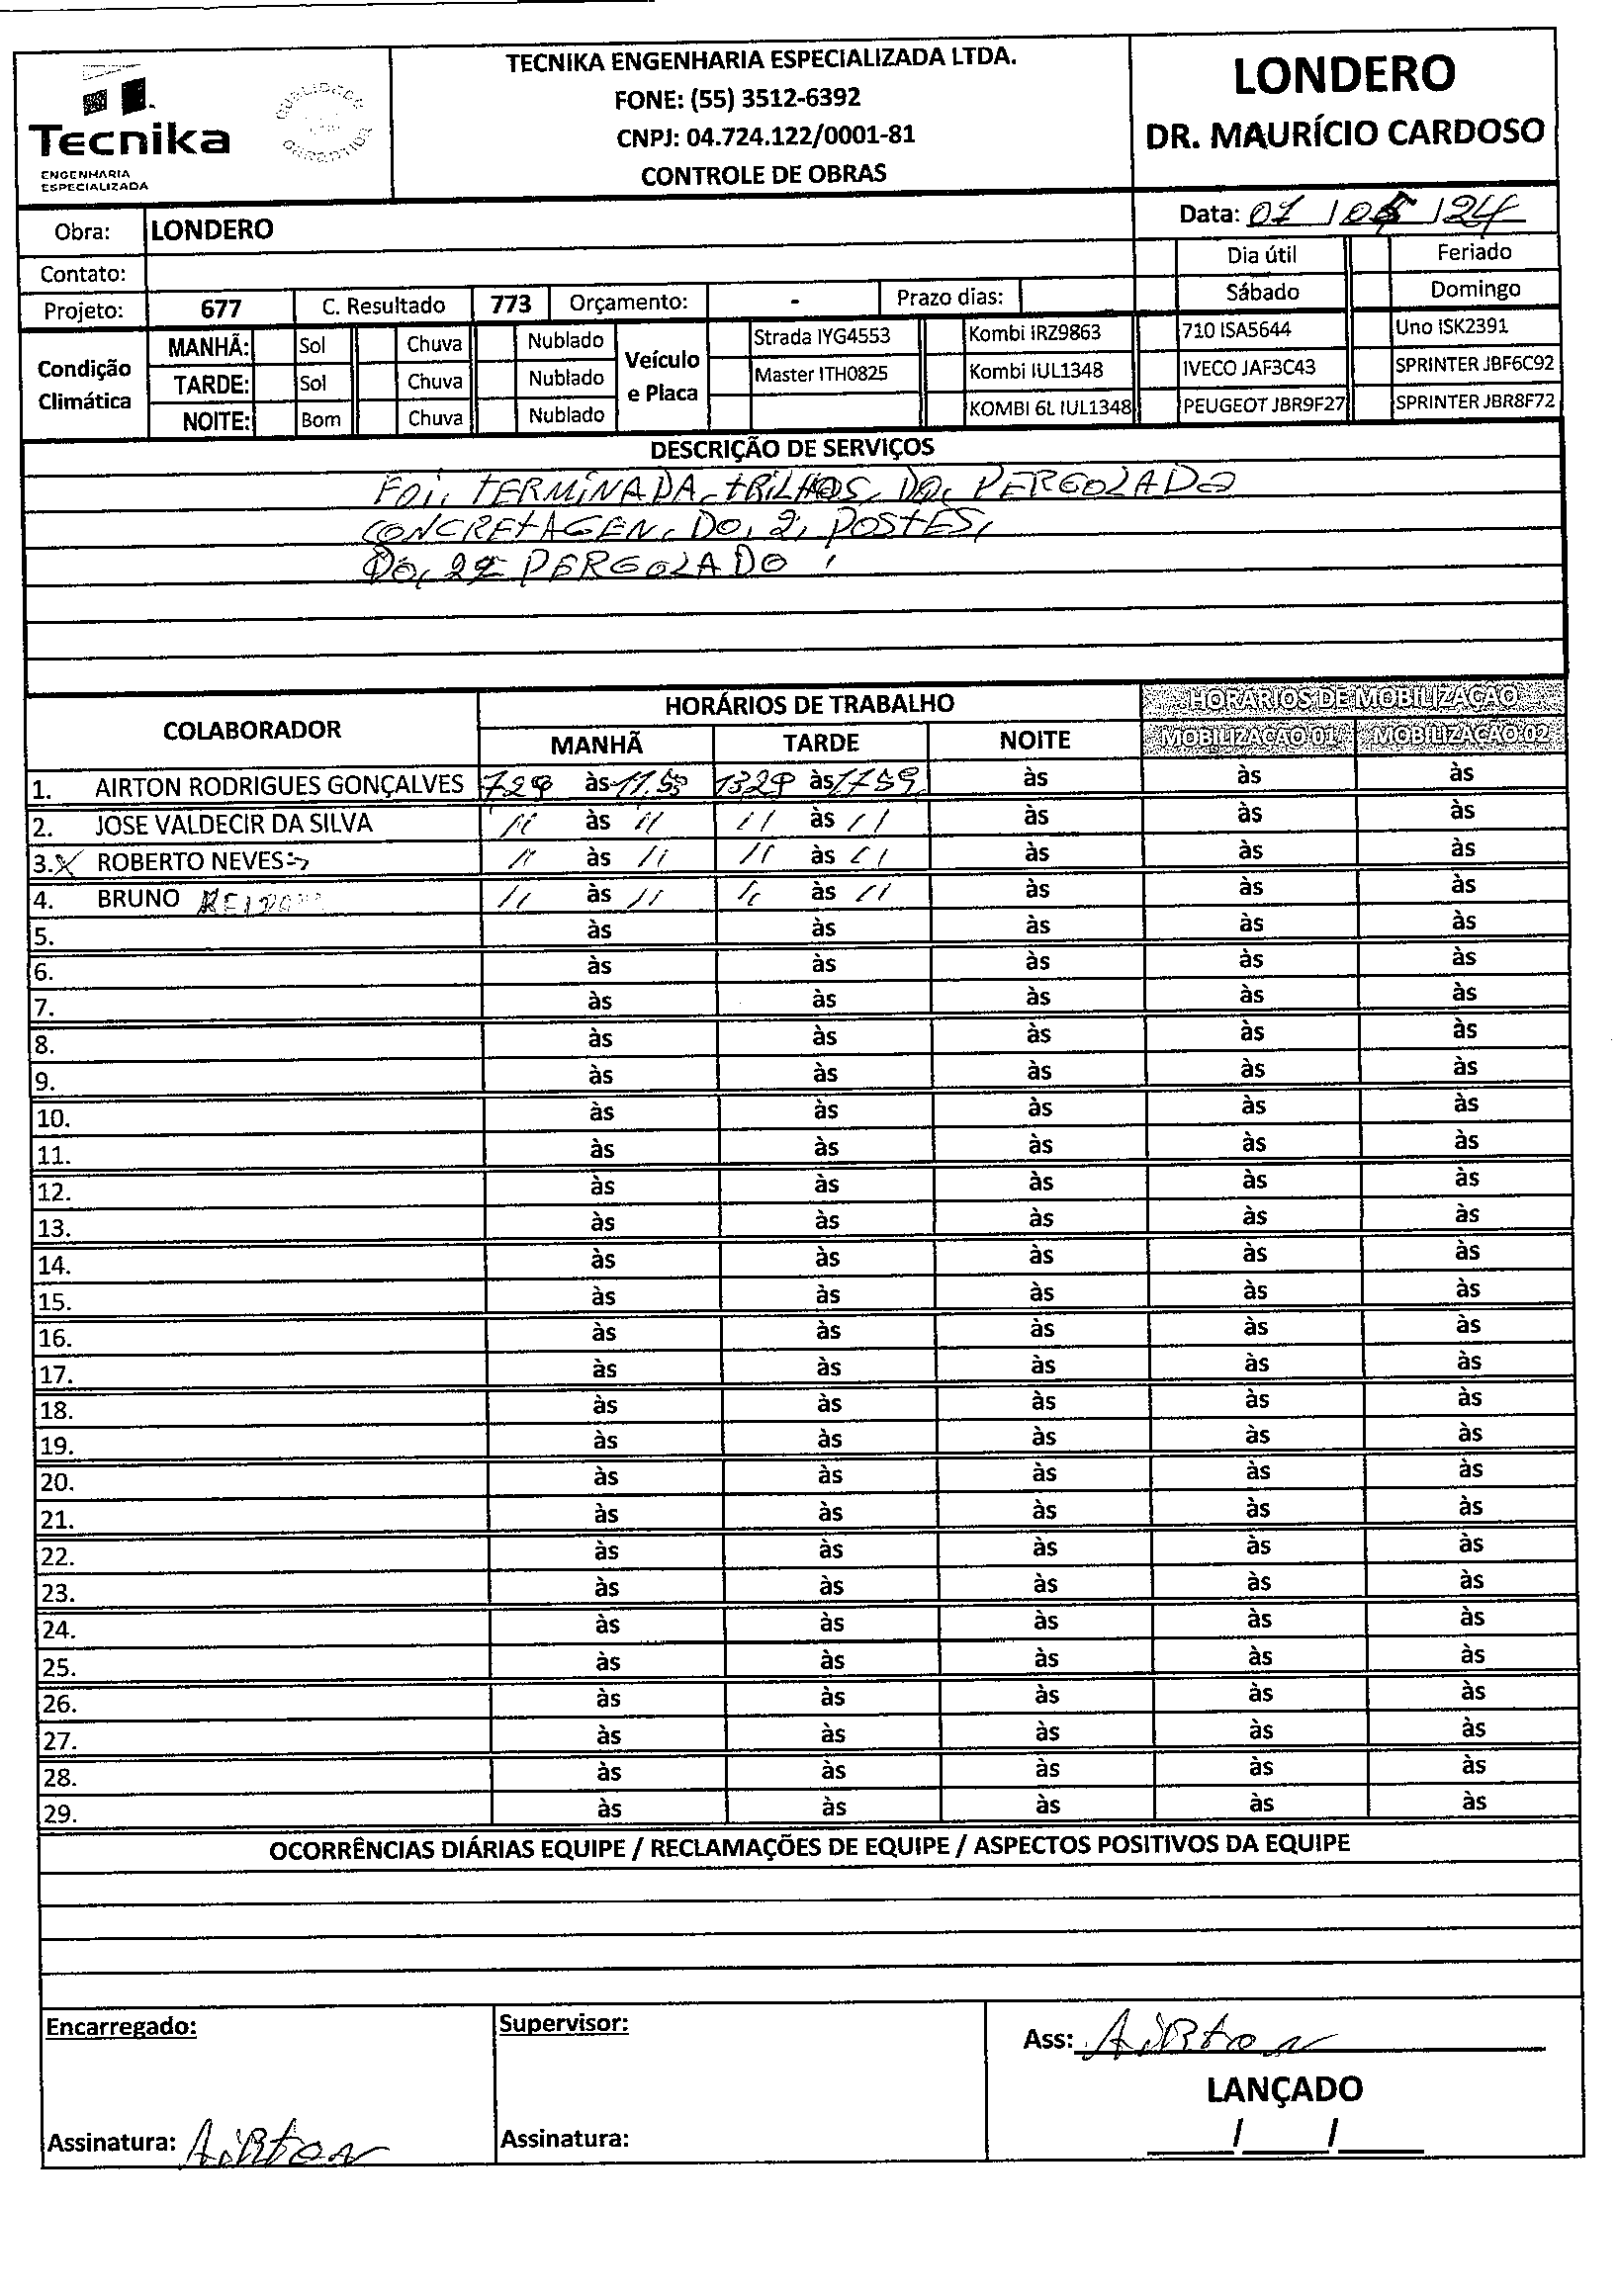 Tecnika
ENGENHARIA
ESPECIALIZADA
QUALIDADE
GARANTIDA
TECNIKA ENGENHARIA ESPECIALIZADA LTDA.
FONE: (55) 3512-6392
CNPJ: 04.724.122/0001-81
CONTROLE DE OBRAS
LONDERO
DR. MAURÍCIO CARDOSO
Obra: LONDERO
Data: 07 / 05 / 24
Contato:
Dia útil Feriado
Projeto: 677 C. Resultado 773 Orçamento: - Prazo dias: Sábado Domingo
Condição Climática
MANHÃ: Sol Chuva Nublado
TARDE: Sol Chuva Nublado
NOITE: Bom Chuva Nublado
Veículo e Placa
Strada IYG4553 Kombi IRZ9863 710 ISA5644 Uno ISK2391
Master ITH0825 Kombi IUL1348 IVECO JAF3C43 SPRINTER JBF6C92
KOMBI 6L IUL1348 PEUGEOT JBR9F27 SPRINTER JBR8F72
DESCRIÇÃO DE SERVIÇOS
FOi, tERMiNADA, tRiLHOS, DO, PERGOLADO
CONCREtAGEN, DO, 2, POSTES,
DO, 2º PERGOLADO !
COLABORADOR HORÁRIOS DE TRABALHO HORÁRIOS DE MOBILIZAÇÃO
MANHÃ TARDE NOITE MOBILIZAÇÃO 01 MOBILIZAÇÃO 02
1. AIRTON RODRIGUES GONÇALVES 729 às 11.59 1329 às 1759, às às às
2. JOSE VALDECIR DA SILVA // às // // às // às às às
3. X ROBERTO NEVES // às // // às // às às às
4. BRUNO // às // // às // às às às
5. às às às às às
6. às às às às às
7. às às às às às
8. às às às às às
9. às às às às às
10. às às às às às
11. às às às às às
12. às às às às às
13. às às às às às
14. às às às às às
15. às às às às às
16. às às às às às
17. às às às às às
18. às às às às às
19. às às às às às
20. às às às às às
21. às às às às às
22. às às às às às
23. às às às às às
24. às às às às às
25. às às às às às
26. às às às às às
27. às às às às às
28. às às às às às
29. às às às às às
OCORRÊNCIAS DIÁRIAS EQUIPE / RECLAMAÇÕES DE EQUIPE / ASPECTOS POSITIVOS DA EQUIPE
Encarregado:
Assinatura: AiRton
Supervisor:
Assinatura:
Ass: AiRton
LANÇADO
___/___/___